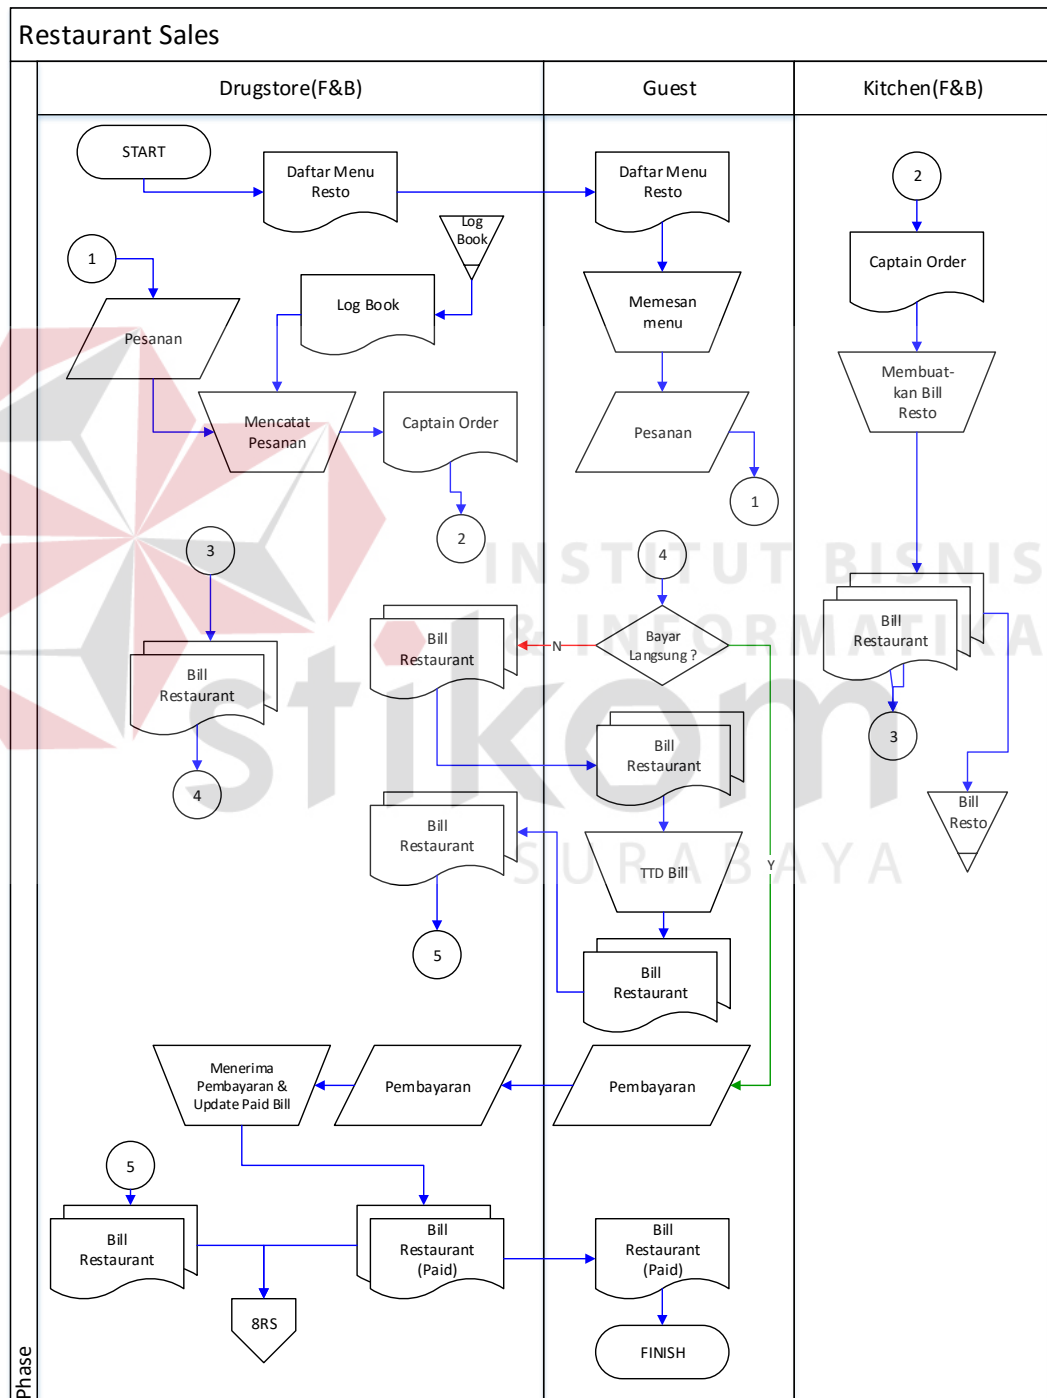 Restaurant Sales
Drugstore(F&B)
Guest
Kitchen(F&B)
START
Daftar Menu
Resto
Log
Book
1
Pesanan
Log Book
Mencatat
Pesanan
Captain Order
2
3
Bill
Restaurant
4
Bill
Restaurant
Bill
Restaurant
5
Menerima
Pembayaran &
Update Paid Bill
Pembayaran
5
Bill
Restaurant
Bill
Restaurant
(Paid)
8RS
Daftar Menu
Resto
Memesan
menu
Pesanan
1
4
Bayar
Langsung ?
N
Y
Bill
Restaurant
TTD Bill
Bill
Restaurant
Pembayaran
Bill
Restaurant
(Paid)
FINISH
2
Captain Order
Membuat-
kan Bill
Resto
Bill
Restaurant
3
Bill
Resto
Phase
INSTITUT BISNIS
& INFORMATIKA
stikom
SURABAYA